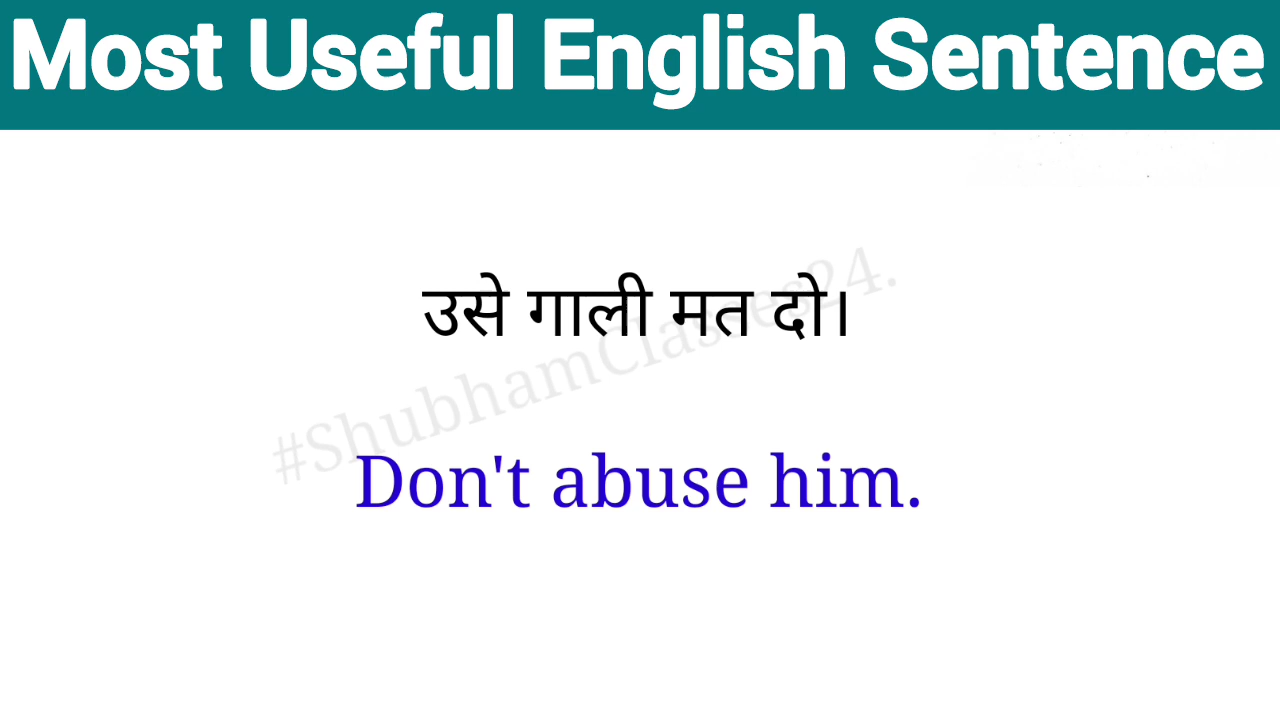 Most Useful English Sentence
उसे गाली मत दो।
#ShubhamClasses24.
Don't abuse him.